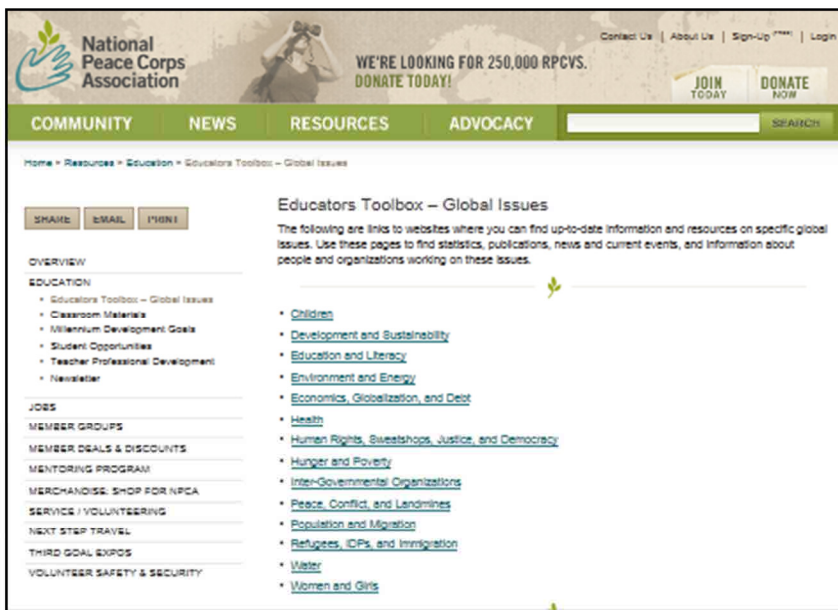 National
Peace Corps
Association
WE'RE LOOKING FOR 250,000 RPCVS.
DONATE TODAY!
Contact Us | About Us | Sign-Up (Free) | Login
JOIN
TODAY
DONATE
NOW
COMMUNITY NEWS RESOURCES ADVOCACY SEARCH
Home » Resources » Education » Educators Toolbox – Global Issues
SHARE EMAIL PRINT
OVERVIEW
EDUCATION
Educators Toolbox – Global Issues
Classroom Materials
Millennium Development Goals
Student Opportunities
Teacher Professional Development
Newsletter
JOBS
MEMBER GROUPS
MEMBER DEALS & DISCOUNTS
MENTORING PROGRAM
MERCHANDISE: SHOP FOR NPCA
SERVICE / VOLUNTEERING
NEXT STEP TRAVEL
THIRD GOAL EXPOS
VOLUNTEER SAFETY & SECURITY
Educators Toolbox – Global Issues
The following are links to websites where you can find up-to-date information and resources on specific global
issues. Use these pages to find statistics, publications, news and current events, and information about
people and organizations working on these issues.
Children
Development and Sustainability
Education and Literacy
Environment and Energy
Economics, Globalization, and Debt
Health
Human Rights, Sweatshops, Justice, and Democracy
Hunger and Poverty
Inter-Governmental Organizations
Peace, Conflict, and Landmines
Population and Migration
Refugees, IDPs, and Immigration
Water
Women and Girls